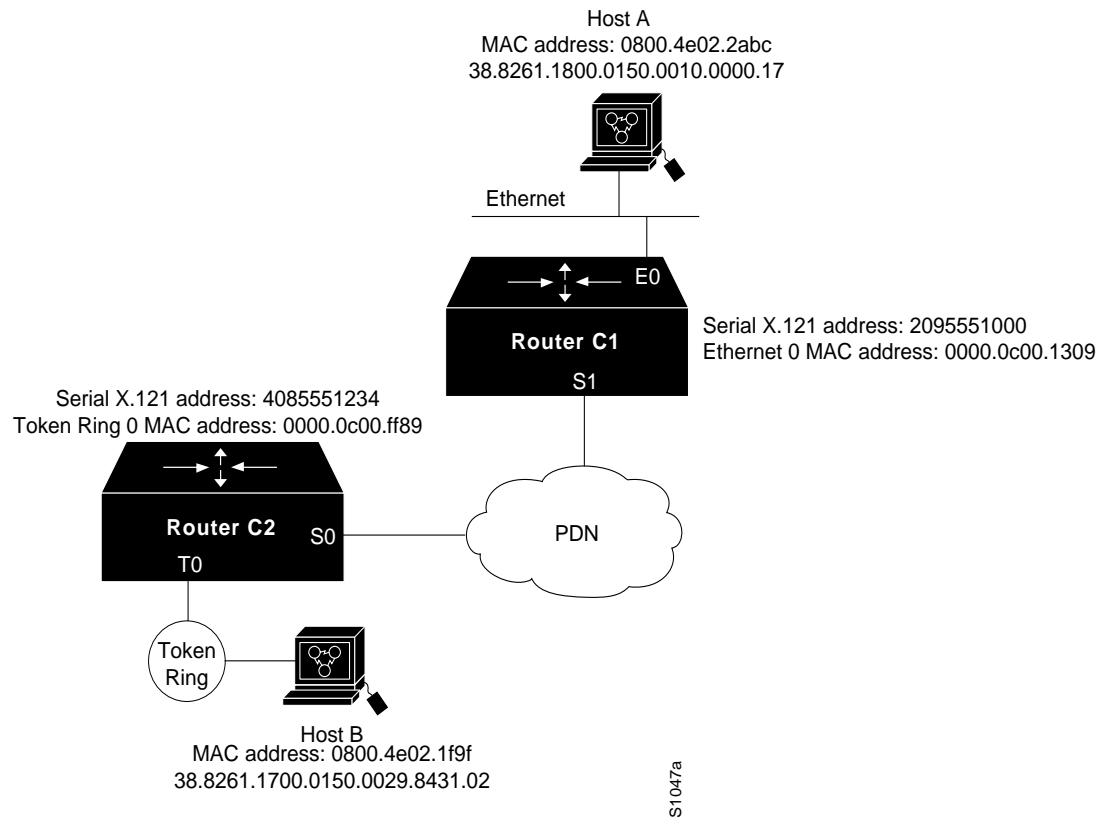 Host A
MAC address: 0800.4e02.2abc
38.8261.1800.0150.0010.0000.17
Ethernet
E0
Router C1
S1
Serial X.121 address: 2095551000
Ethernet 0 MAC address: 0000.0c00.1309
Serial X.121 address: 4085551234
Token Ring 0 MAC address: 0000.0c00.ff89
Router C2
S0
T0
PDN
Token
Ring
Host B
MAC address: 0800.4e02.1f9f
38.8261.1700.0150.0029.8431.02
S1047a